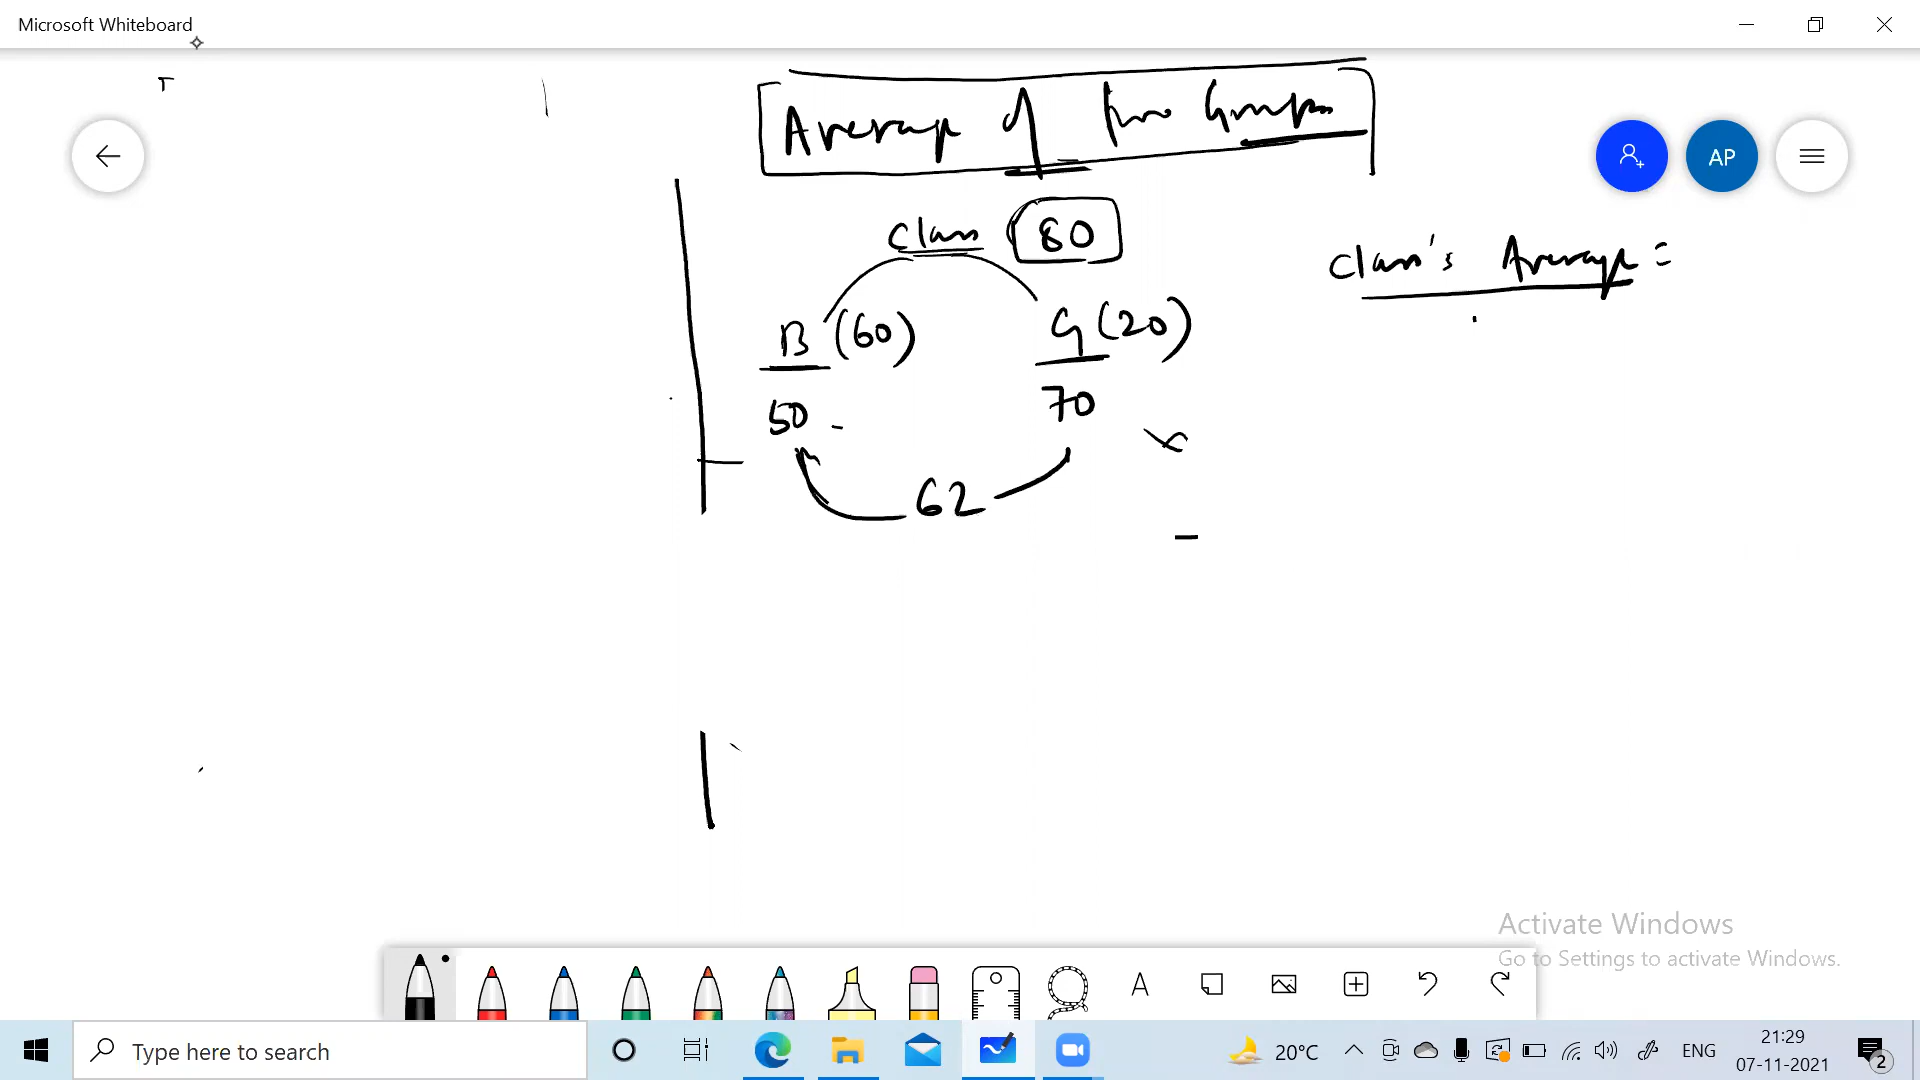 Microsoft Whiteboard
Average of two Groups
AP
Class 80
Class's Average =
B (60) G (20)
50 70
62
Activate Windows
Go to Settings to activate Windows.
A
Type here to search
20°C
ENG
21:29
07-11-2021
2